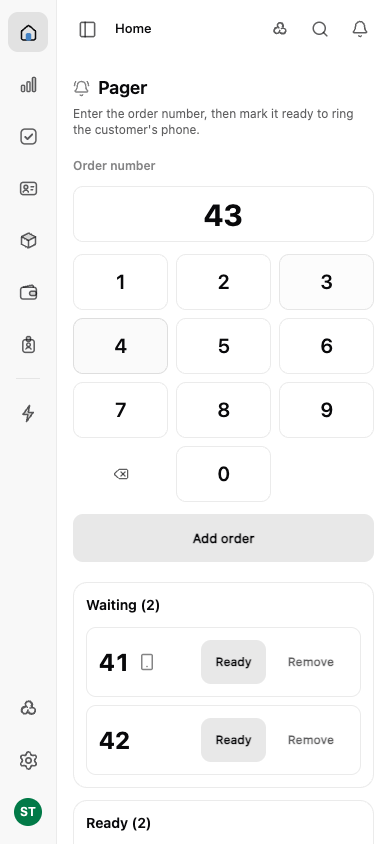 Home
Pager
Enter the order number, then mark it ready to ring
the customer's phone.
Order number
43
1 2 3
4 5 6
7 8 9
0
Add order
Waiting (2)
41 Ready Remove
42 Ready Remove
ST
Ready (2)